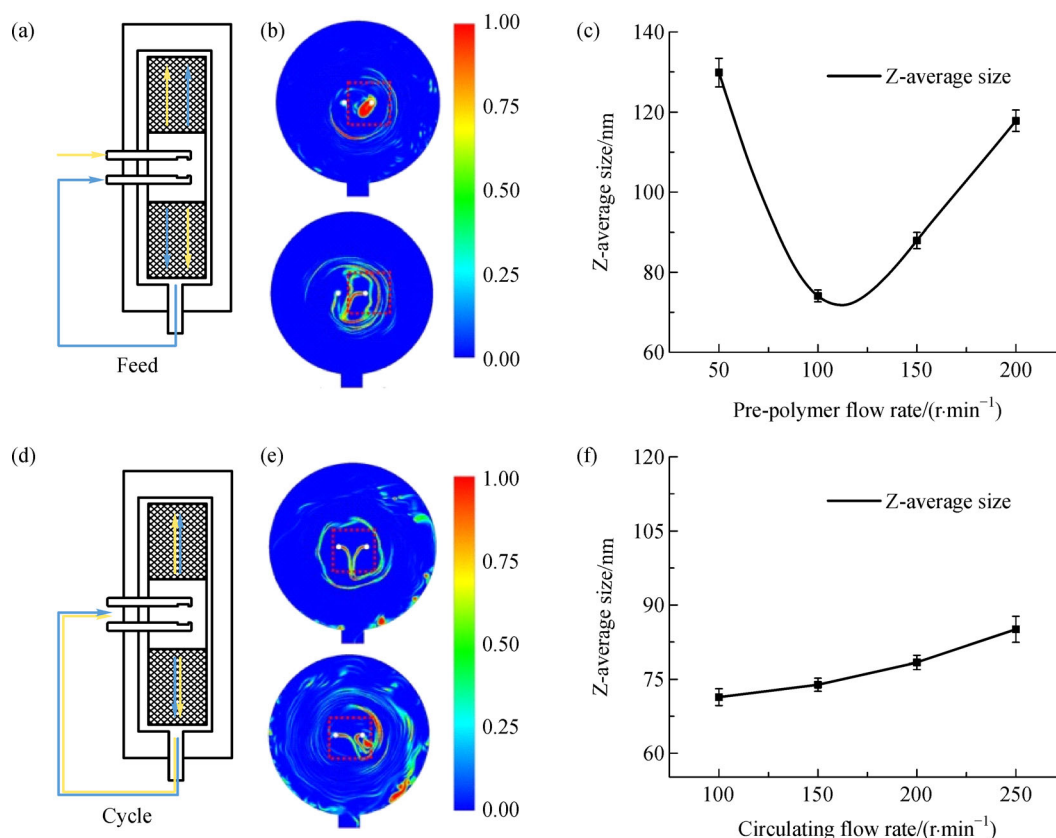 (a)
Feed
(b)
1.00
0.75
0.50
0.25
0.00
(c)
Z-average size/nm
140
120
100
80
60
Z-average size
50 100 150 200
Pre-polymer flow rate/(r·min⁻¹)
(d)
Cycle
(e)
1.00
0.75
0.50
0.25
0.00
(f)
Z-average size/nm
120
105
90
75
60
Z-average size
100 150 200 250
Circulating flow rate/(r·min⁻¹)